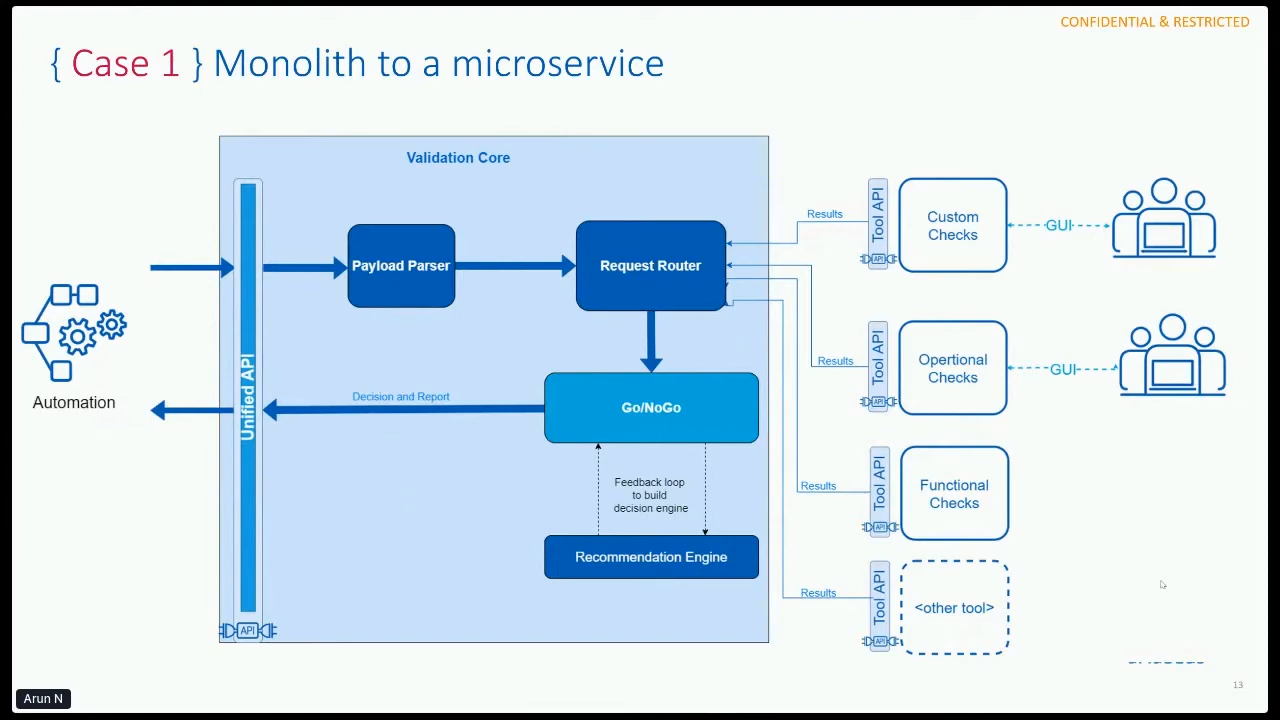 CONFIDENTIAL & RESTRICTED
{ Case 1 } Monolith to a microservice
Validation Core
Unified API
API
Automation
Payload Parser
Request Router
Decision and Report
Go/NoGo
Feedback loop
to build
decision engine
Recommendation Engine
Results
Tool API
API
Custom
Checks
GUI
Results
Tool API
API
Opertional
Checks
GUI
Results
Tool API
API
Functional
Checks
Results
Tool API
API
<other tool>
13
Arun N